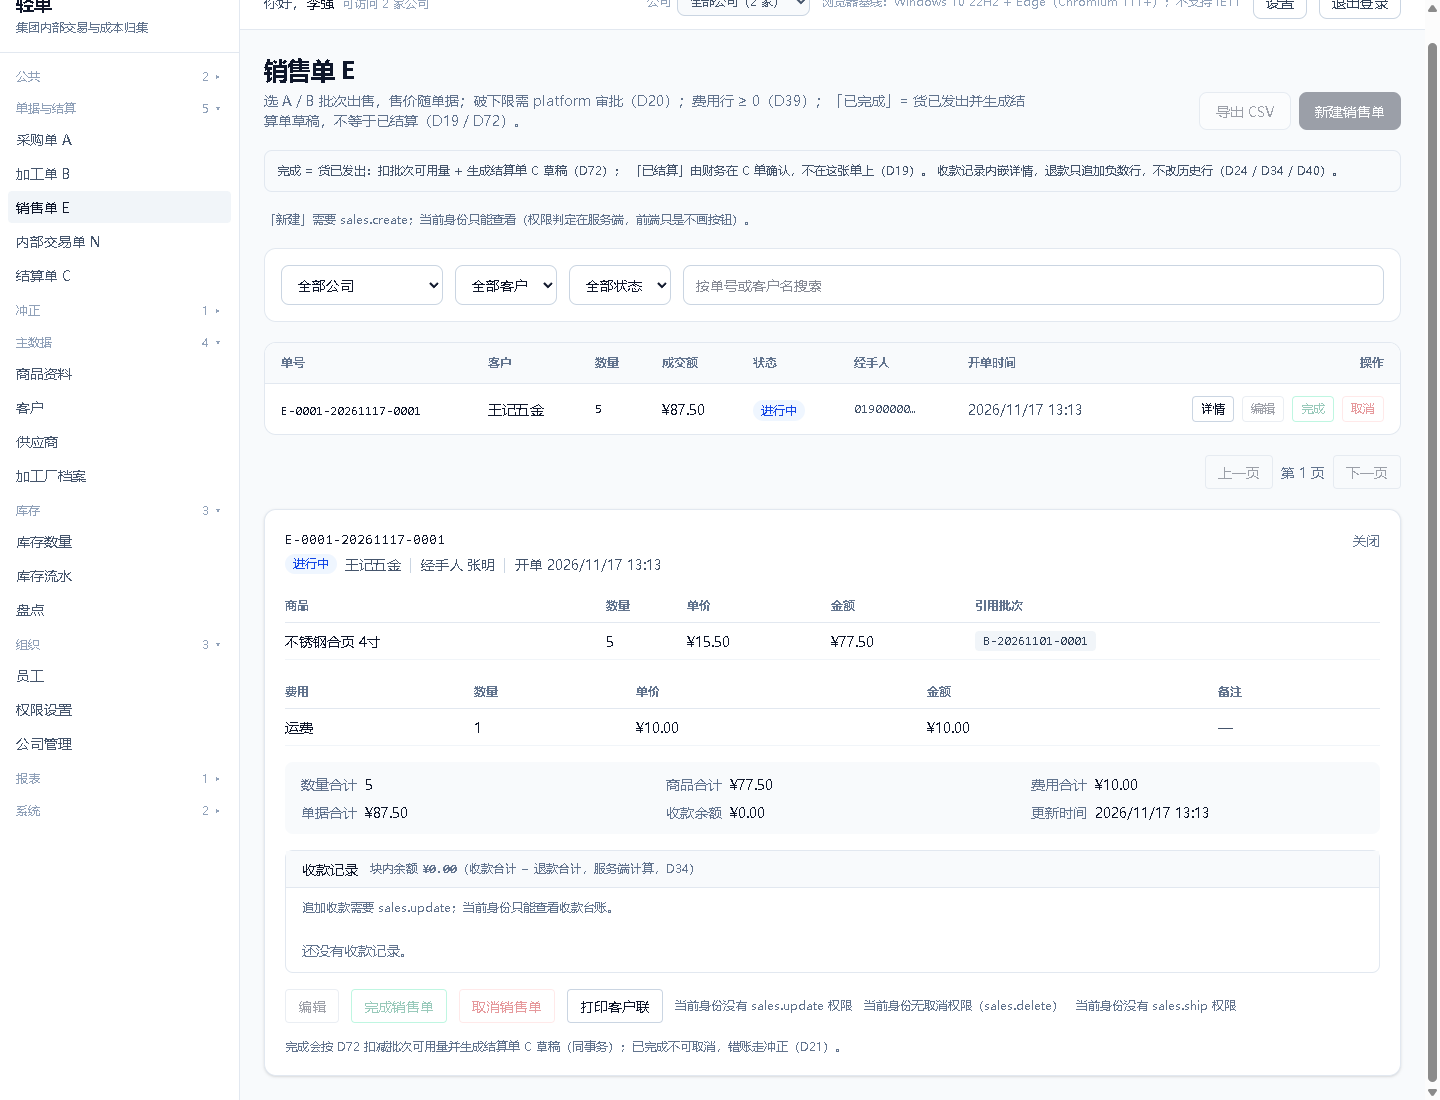 轻单
集团内部交易与成本归集
你好，李强 可访问 2 家公司
公司 全部公司（2 家） 浏览器基线：Windows 10 22H2 + Edge（Chromium 111+）；不支持 IE11 设置 退出登录
公共 2
单据与结算 5
采购单 A
加工单 B
销售单 E
内部交易单 N
结算单 C
冲正 1
主数据 4
商品资料
客户
供应商
加工厂档案
库存 3
库存数量
库存流水
盘点
组织 3
员工
权限设置
公司管理
报表 1
系统 2
销售单 E
选 A / B 批次出售，售价随单据；破下限需 platform 审批（D20）；费用行 ≥ 0（D39）；「已完成」= 货已发出并生成结
算单草稿，不等于已结算（D19 / D72）。
导出 CSV 新建销售单
完成 = 货已发出：扣批次可用量 + 生成结算单 C 草稿（D72）；「已结算」由财务在 C 单确认，不在这张单上（D19）。收款记录内嵌详情，退款只追加负数行，不改历史行（D24 / D34 / D40）。
「新建」需要 sales.create；当前身份只能查看（权限判定在服务端，前端只是不画按钮）。
全部公司 全部客户 全部状态 按单号或客户名搜索
单号 客户 数量 成交额 状态 经手人 开单时间 操作
E-0001-20261117-0001 王记五金 5 ¥87.50 进行中 01900000… 2026/11/17 13:13 详情 编辑 完成 取消
上一页 第 1 页 下一页
E-0001-20261117-0001 关闭
进行中 王记五金 经手人 张明 开单 2026/11/17 13:13
商品 数量 单价 金额 引用批次
不锈钢合页 4寸 5 ¥15.50 ¥77.50 B-20261101-0001
费用 数量 单价 金额 备注
运费 1 ¥10.00 ¥10.00 —
数量合计 5 商品合计 ¥77.50 费用合计 ¥10.00
单据合计 ¥87.50 收款余额 ¥0.00 更新时间 2026/11/17 13:13
收款记录 块内余额 ¥0.00（收款合计 − 退款合计，服务端计算，D34）
追加收款需要 sales.update；当前身份只能查看收款台账。
还没有收款记录。
编辑 完成销售单 取消销售单 打印客户联 当前身份没有 sales.update 权限 当前身份无取消权限（sales.delete） 当前身份没有 sales.ship 权限
完成会按 D72 扣减批次可用量并生成结算单 C 草稿（同事务）；已完成不可取消，错账走冲正（D21）。